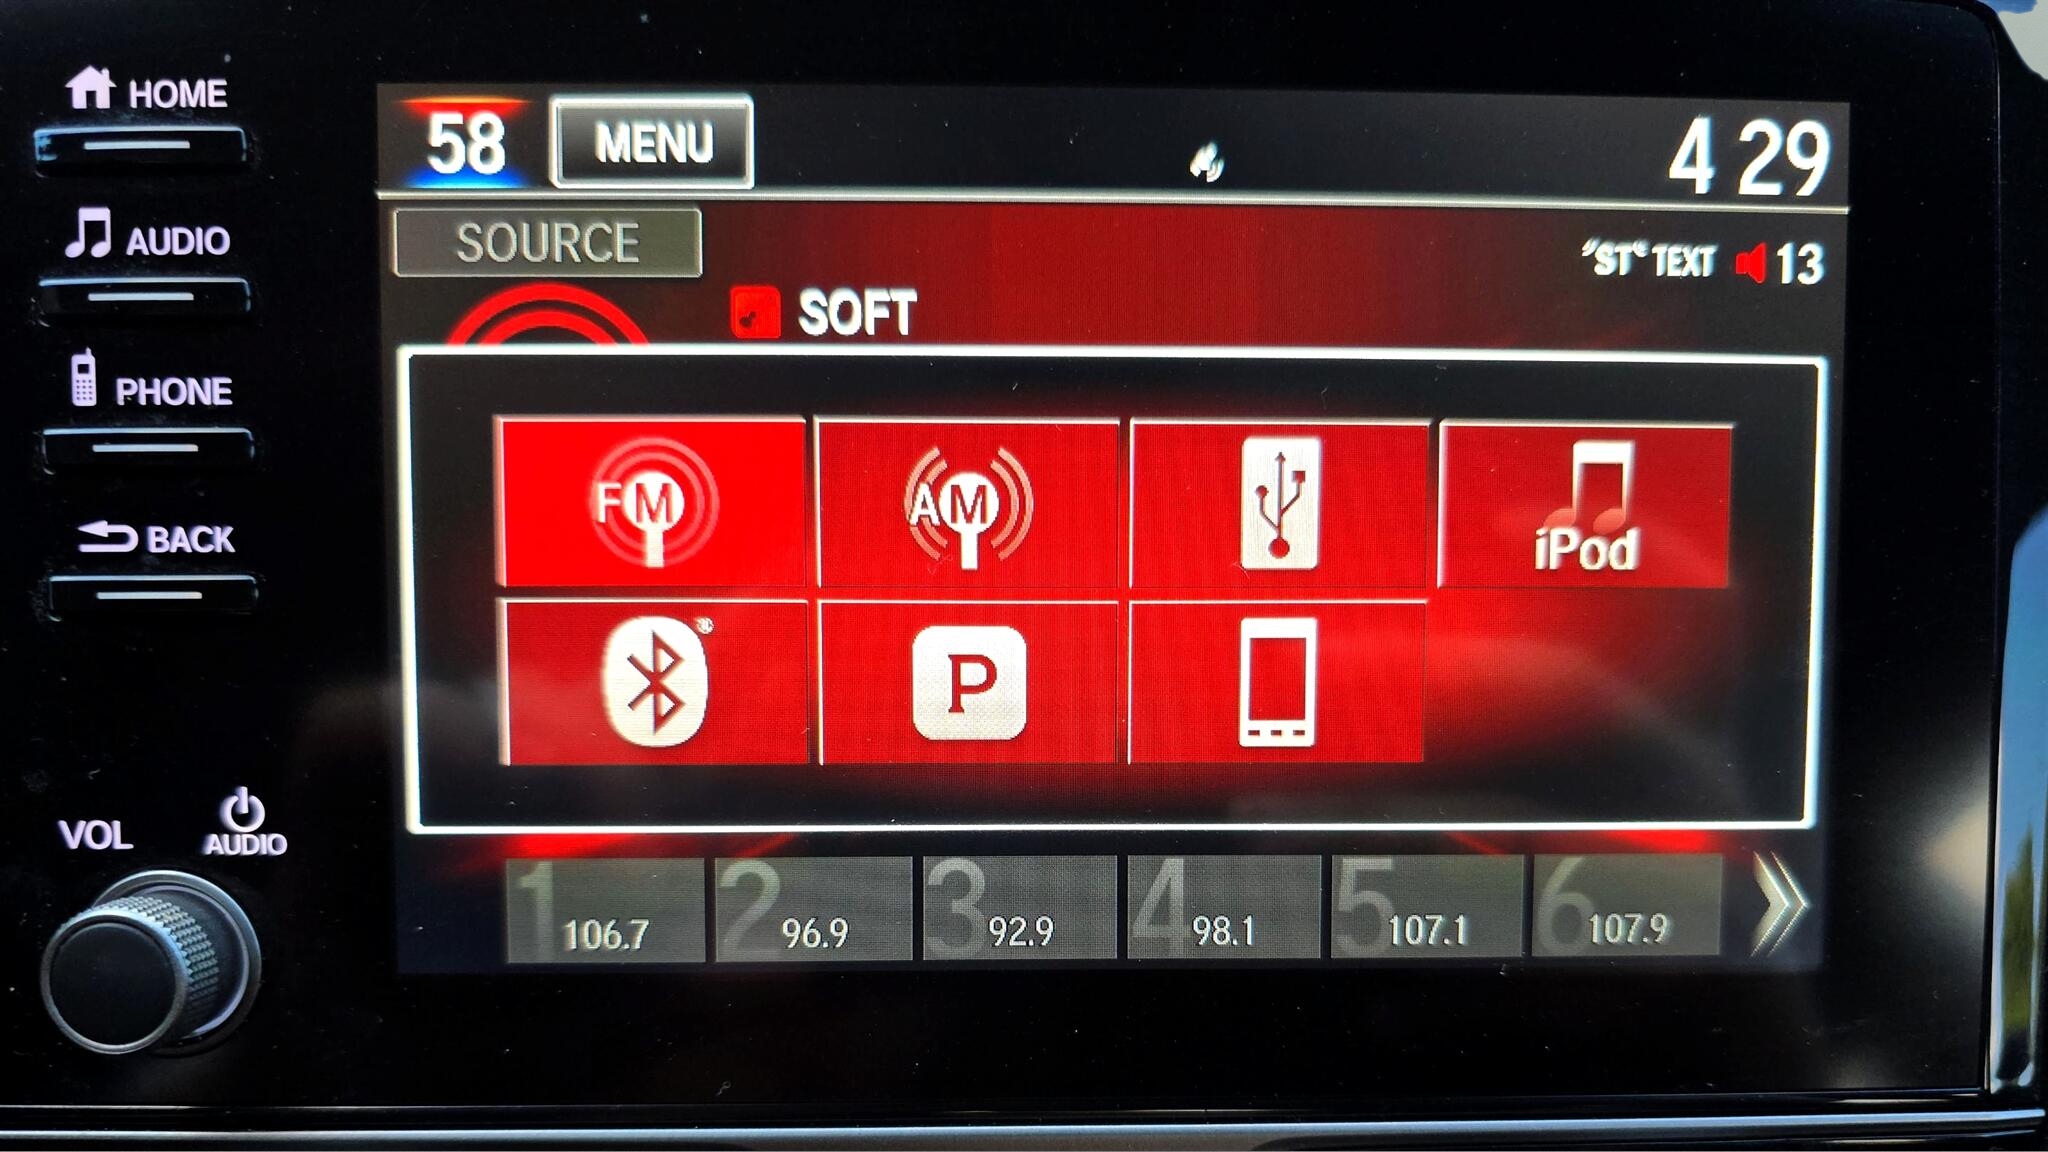 HOME
58 MENU 4 29
AUDIO
SOURCE
"ST" TEXT 13
SOFT
PHONE
FM AM iPod
BACK
P
VOL AUDIO
1 106.7 2 96.9 3 92.9 4 98.1 5 107.1 6 107.9